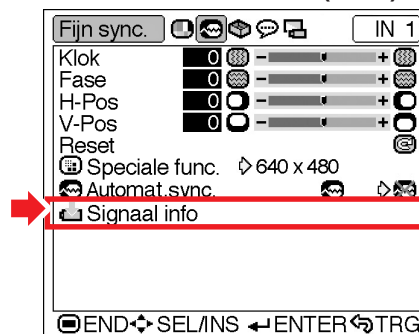 Fijn sync. IN 1
Klok 0 - +
Fase 0 - +
H-Pos 0 - +
V-Pos 0 - +
Reset
Speciale func. 640 x 480
Automat.sync.
Signaal info
END SEL/INS ENTER TRG